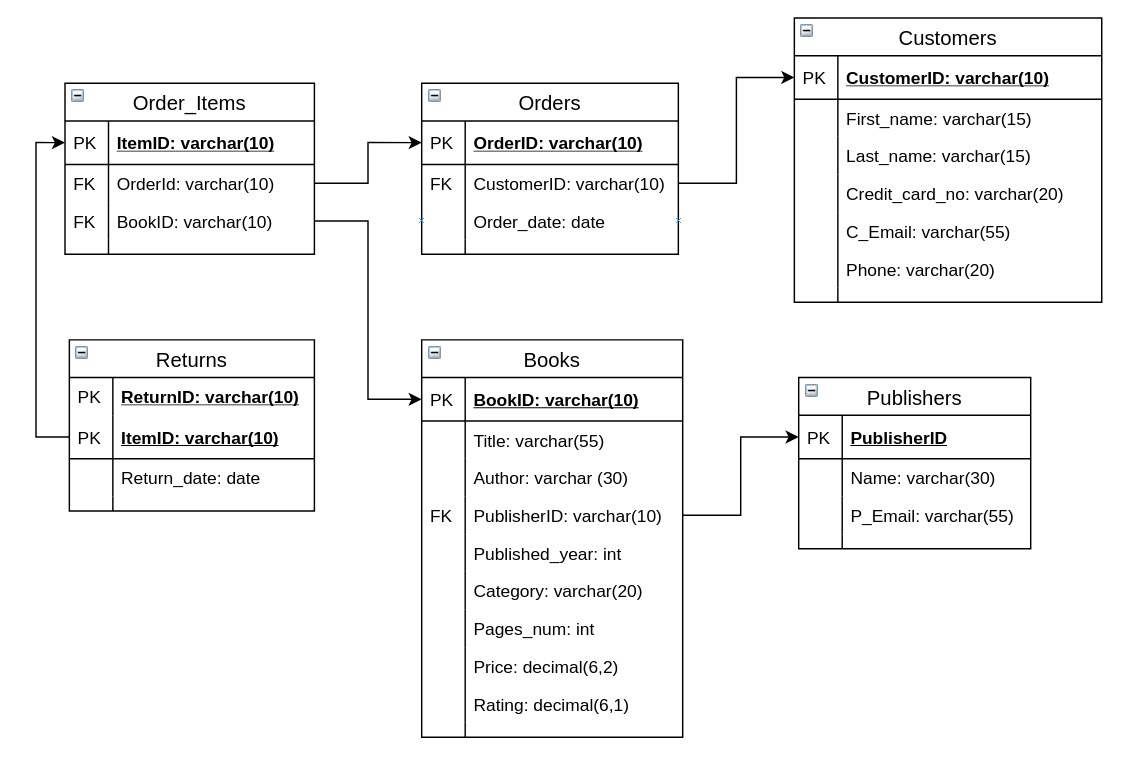 Customers
PK CustomerID: varchar(10)
First_name: varchar(15)
Last_name: varchar(15)
Credit_card_no: varchar(20)
C_Email: varchar(55)
Phone: varchar(20)
Order_Items
PK ItemID: varchar(10)
FK OrderId: varchar(10)
FK BookID: varchar(10)
Orders
PK OrderID: varchar(10)
FK CustomerID: varchar(10)
Order_date: date
Returns
PK ReturnID: varchar(10)
PK ItemID: varchar(10)
Return_date: date
Books
PK BookID: varchar(10)
Title: varchar(55)
Author: varchar (30)
FK PublisherID: varchar(10)
Published_year: int
Category: varchar(20)
Pages_num: int
Price: decimal(6,2)
Rating: decimal(6,1)
Publishers
PK PublisherID
Name: varchar(30)
P_Email: varchar(55)